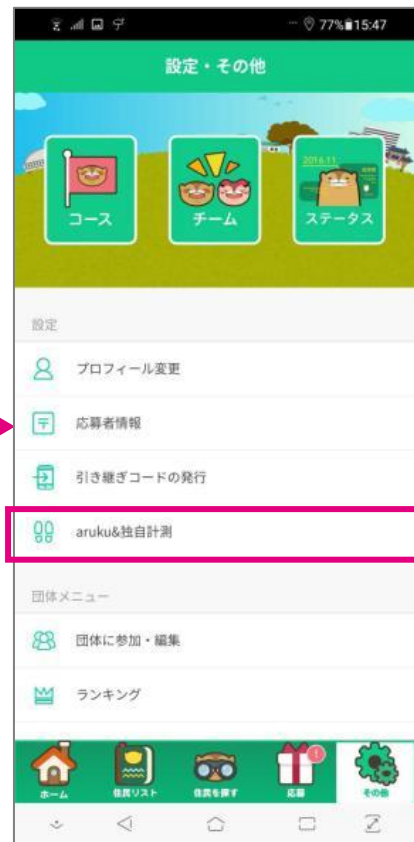 77% 15:47
設定・その他
2016.11
コース
チーム
ステータス
設定
プロフィール変更
応募者情報
引き継ぎコードの発行
aruku&独自計測
団体メニュー
団体に参加・編集
ランキング
ホーム
住民リスト
住民を探す
応募
その他